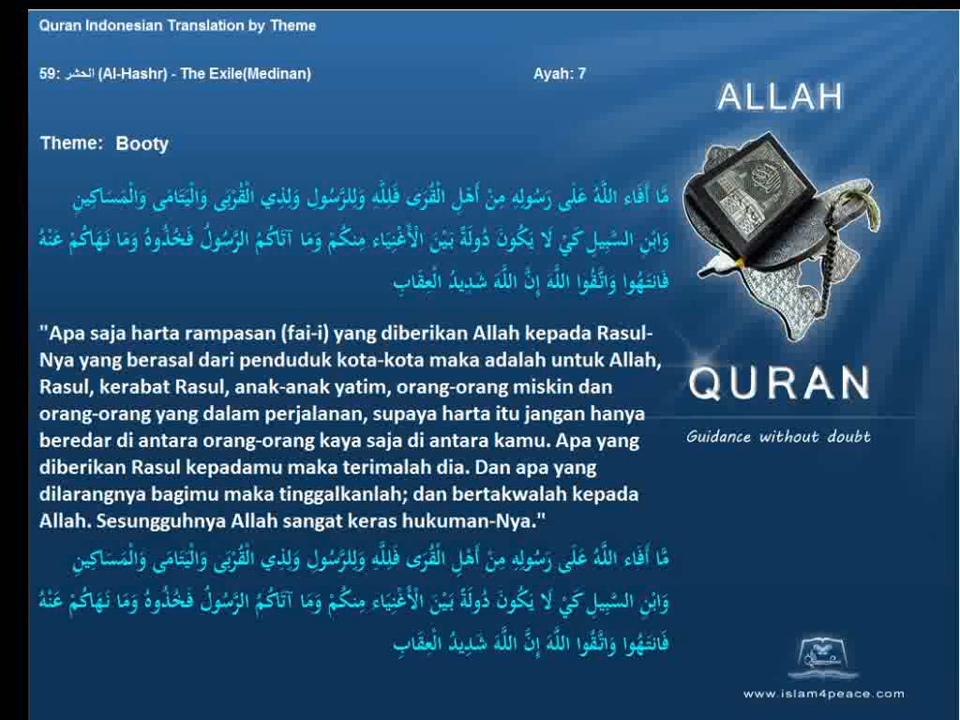 Quran Indonesian Translation by Theme
59: الحشر (Al-Hashr) - The Exile(Medinan)
Ayah: 7
Theme: Booty
مَّا أَفَاء اللَّهُ عَلَى رَسُولِهِ مِنْ أَهْلِ الْقُرَى فَلِلَّهِ وَلِلرَّسُولِ وَلِذِي الْقُرْبَى وَالْيَتَامَى وَالْمَسَاكِينِ
وَابْنِ السَّبِيلِ كَيْ لَا يَكُونَ دُولَةً بَيْنَ الْأَغْنِيَاء مِنكُمْ وَمَا آتَاكُمُ الرَّسُولُ فَخُذُوهُ وَمَا نَهَاكُمْ عَنْهُ
فَانتَهُوا وَاتَّقُوا اللَّهَ إِنَّ اللَّهَ شَدِيدُ الْعِقَابِ
"Apa saja harta rampasan (fai-i) yang diberikan Allah kepada Rasul-
Nya yang berasal dari penduduk kota-kota maka adalah untuk Allah,
Rasul, kerabat Rasul, anak-anak yatim, orang-orang miskin dan
orang-orang yang dalam perjalanan, supaya harta itu jangan hanya
beredar di antara orang-orang kaya saja di antara kamu. Apa yang
diberikan Rasul kepadamu maka terimalah dia. Dan apa yang
dilarangnya bagimu maka tinggalkanlah; dan bertakwalah kepada
Allah. Sesungguhnya Allah sangat keras hukuman-Nya."
مَّا أَفَاء اللَّهُ عَلَى رَسُولِهِ مِنْ أَهْلِ الْقُرَى فَلِلَّهِ وَلِلرَّسُولِ وَلِذِي الْقُرْبَى وَالْيَتَامَى وَالْمَسَاكِينِ
وَابْنِ السَّبِيلِ كَيْ لَا يَكُونَ دُولَةً بَيْنَ الْأَغْنِيَاء مِنكُمْ وَمَا آتَاكُمُ الرَّسُولُ فَخُذُوهُ وَمَا نَهَاكُمْ عَنْهُ
فَانتَهُوا وَاتَّقُوا اللَّهَ إِنَّ اللَّهَ شَدِيدُ الْعِقَابِ
ALLAH
QURAN
Guidance without doubt
www.islam4peace.com